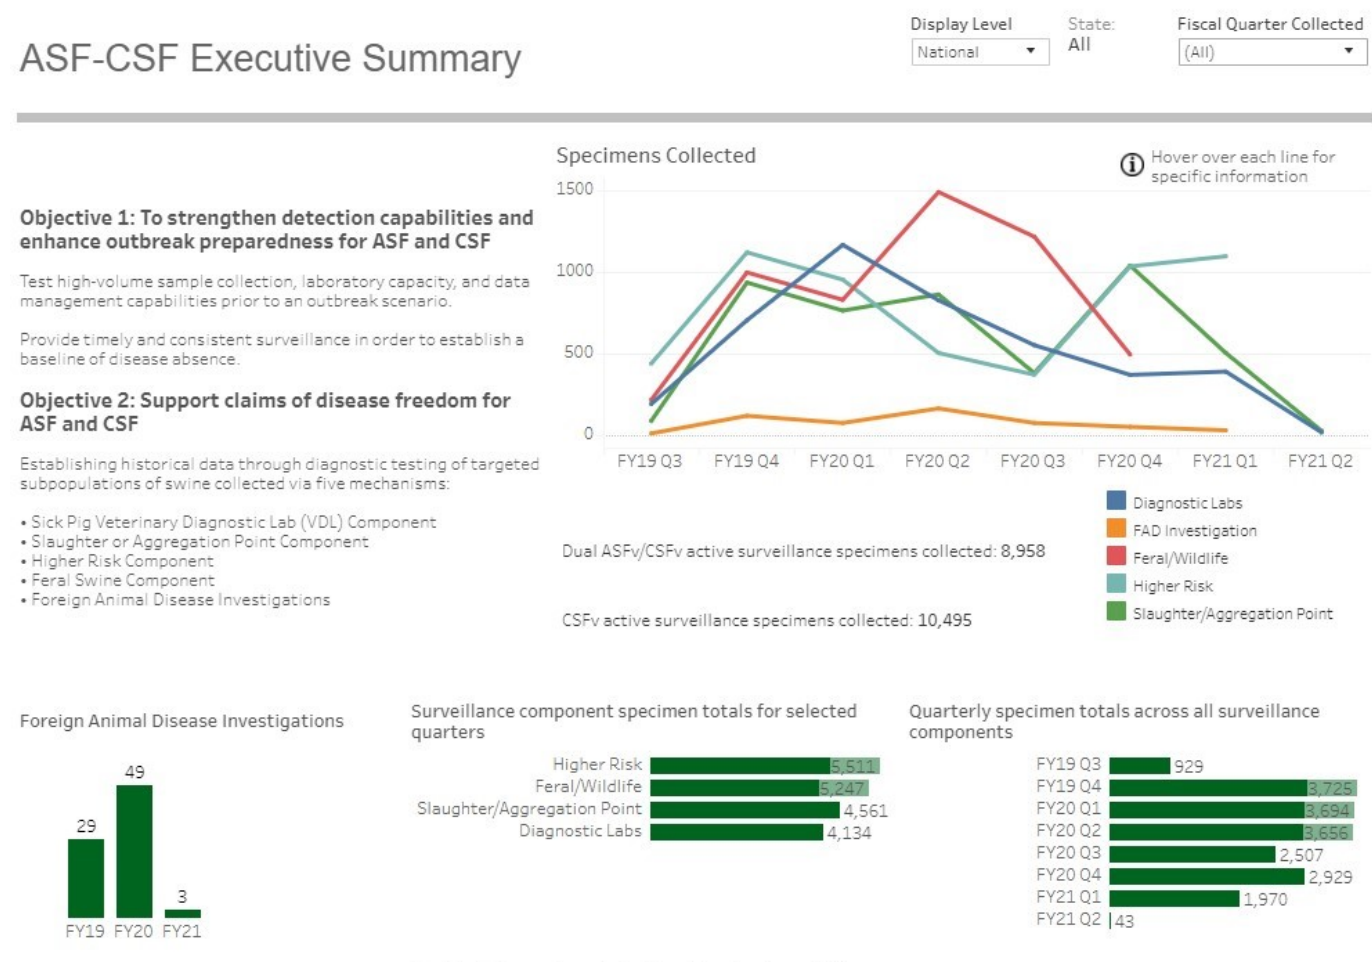 ASF-CSF Executive Summary
Display Level
National
State:
All
Fiscal Quarter Collected
(All)
Objective 1: To strengthen detection capabilities and
enhance outbreak preparedness for ASF and CSF
Test high-volume sample collection, laboratory capacity, and data
management capabilities prior to an outbreak scenario.
Provide timely and consistent surveillance in order to establish a
baseline of disease absence.
Objective 2: Support claims of disease freedom for
ASF and CSF
Establishing historical data through diagnostic testing of targeted
subpopulations of swine collected via five mechanisms:
• Sick Pig Veterinary Diagnostic Lab (VDL) Component
• Slaughter or Aggregation Point Component
• Higher Risk Component
• Feral Swine Component
• Foreign Animal Disease Investigations
Specimens Collected
Hover over each line for
specific information
1500
1000
500
0
FY19 Q3 FY19 Q4 FY20 Q1 FY20 Q2 FY20 Q3 FY20 Q4 FY21 Q1 FY21 Q2
Diagnostic Labs
FAD Investigation
Feral/Wildlife
Higher Risk
Slaughter/Aggregation Point
Dual ASFv/CSFv active surveillance specimens collected: 8,958
CSFv active surveillance specimens collected: 10,495
Foreign Animal Disease Investigations
29
49
3
FY19 FY20 FY21
Surveillance component specimen totals for selected
quarters
Higher Risk 5,511
Feral/Wildlife 5,247
Slaughter/Aggregation Point 4,561
Diagnostic Labs 4,134
Quarterly specimen totals across all surveillance
components
FY19 Q3 929
FY19 Q4 3,725
FY20 Q1 3,694
FY20 Q2 3,656
FY20 Q3 2,507
FY20 Q4 2,929
FY21 Q1 1,970
FY21 Q2 43